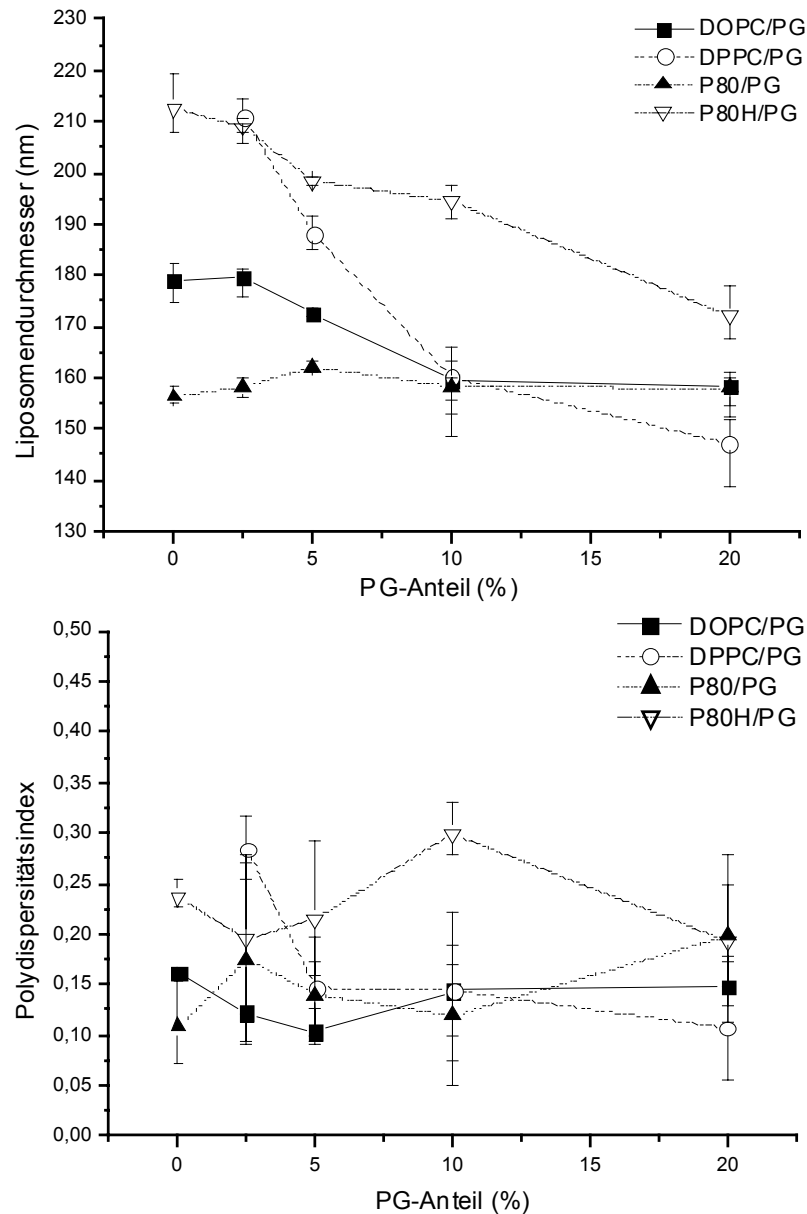 230
220
210
200
190
180
170
160
150
140
130
Liposomendurchmesser (nm)
DOPC/PG
DPPC/PG
P80/PG
P80H/PG
0 5 10 15 20
PG-Anteil (%)
0,50
0,45
0,40
0,35
0,30
0,25
0,20
0,15
0,10
0,05
0,00
Polydispersitätsindex
DOPC/PG
DPPC/PG
P80/PG
P80H/PG
0 5 10 15 20
PG-Anteil (%)